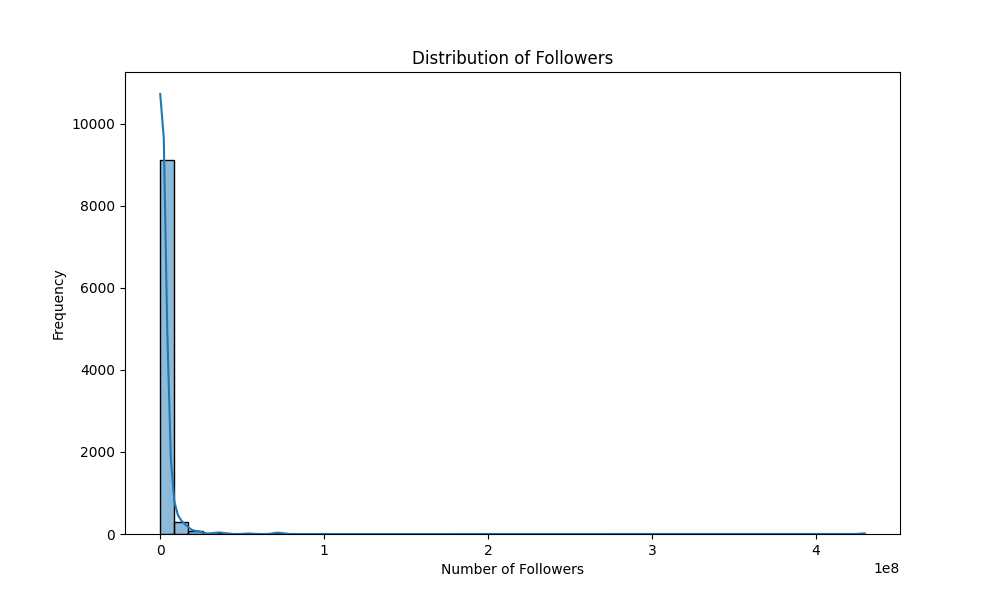 Distribution of Followers
10000
8000
6000
4000
2000
0
Frequency
0 1 2 3 4
1e8
Number of Followers